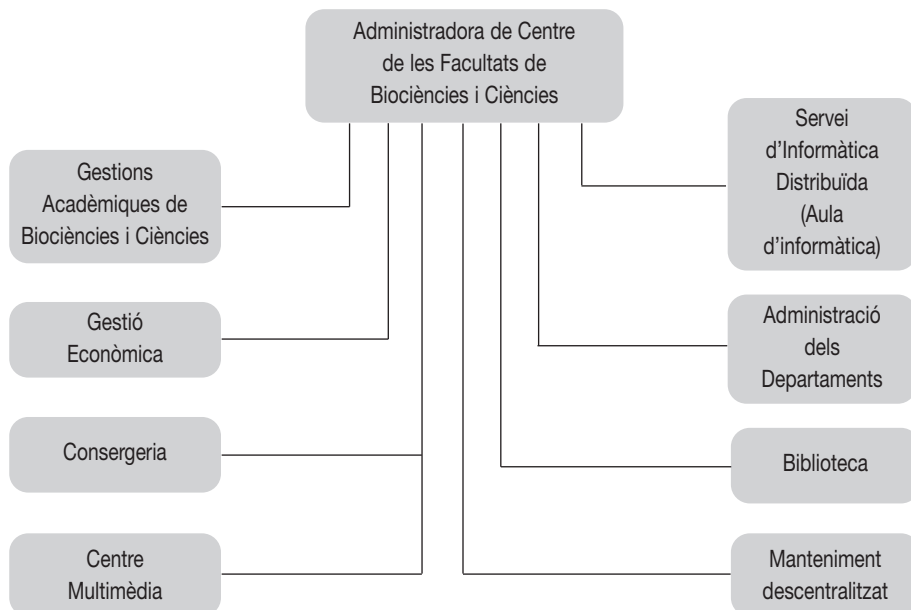 Administradora de Centre
de les Facultats de
Biociències i Ciències
Gestions
Acadèmiques de
Biociències i Ciències
Gestió
Econòmica
Consergeria
Centre
Multimèdia
Servei
d’Informàtica
Distribuïda
(Aula
d’informàtica)
Administració
dels
Departaments
Biblioteca
Manteniment
descentralitzat